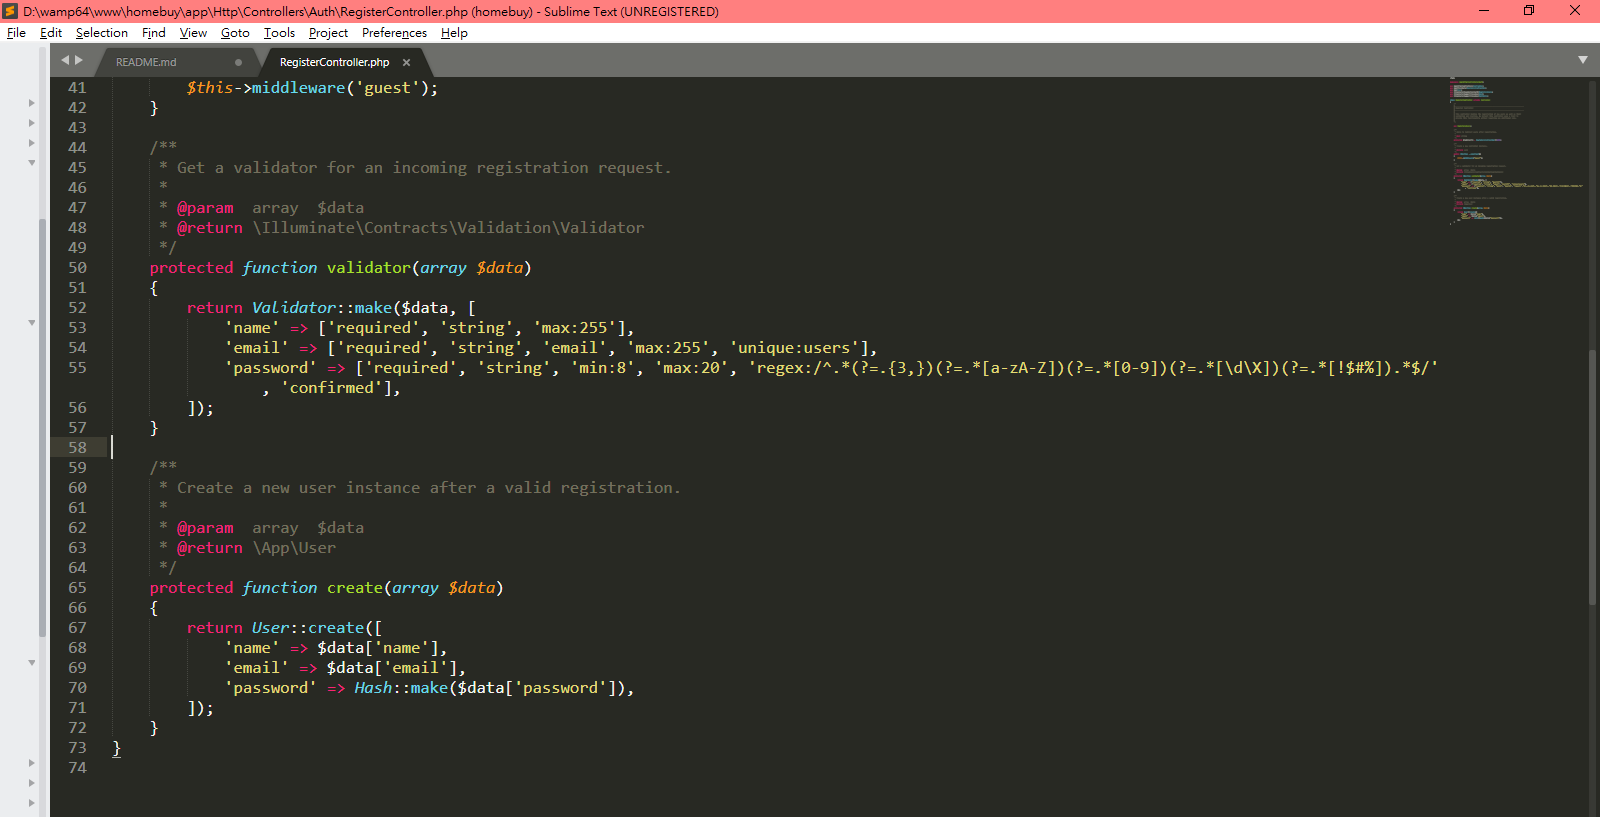 D:\wamp64\www\homebuy\app\Http\Controllers\Auth\RegisterController.php (homebuy) - Sublime Text (UNREGISTERED)
File Edit Selection Find View Goto Tools Project Preferences Help
README.md RegisterController.php
41 $this->middleware('guest');
42 }
43
44 /**
45 * Get a validator for an incoming registration request.
46 *
47 * @param  array  $data
48 * @return \Illuminate\Contracts\Validation\Validator
49 */
50 protected function validator(array $data)
51 {
52 return Validator::make($data, [
53 'name' => ['required', 'string', 'max:255'],
54 'email' => ['required', 'string', 'email', 'max:255', 'unique:users'],
55 'password' => ['required', 'string', 'min:8', 'max:20', 'regex:/^.*(?=.{3,})(?=.*[a-zA-Z])(?=.*[0-9])(?=.*[\d\X])(?=.*[!$#%]).*$/'
, 'confirmed'],
56 ]);
57 }
58
59 /**
60 * Create a new user instance after a valid registration.
61 *
62 * @param  array  $data
63 * @return \App\User
64 */
65 protected function create(array $data)
66 {
67 return User::create([
68 'name' => $data['name'],
69 'email' => $data['email'],
70 'password' => Hash::make($data['password']),
71 ]);
72 }
73 }
74